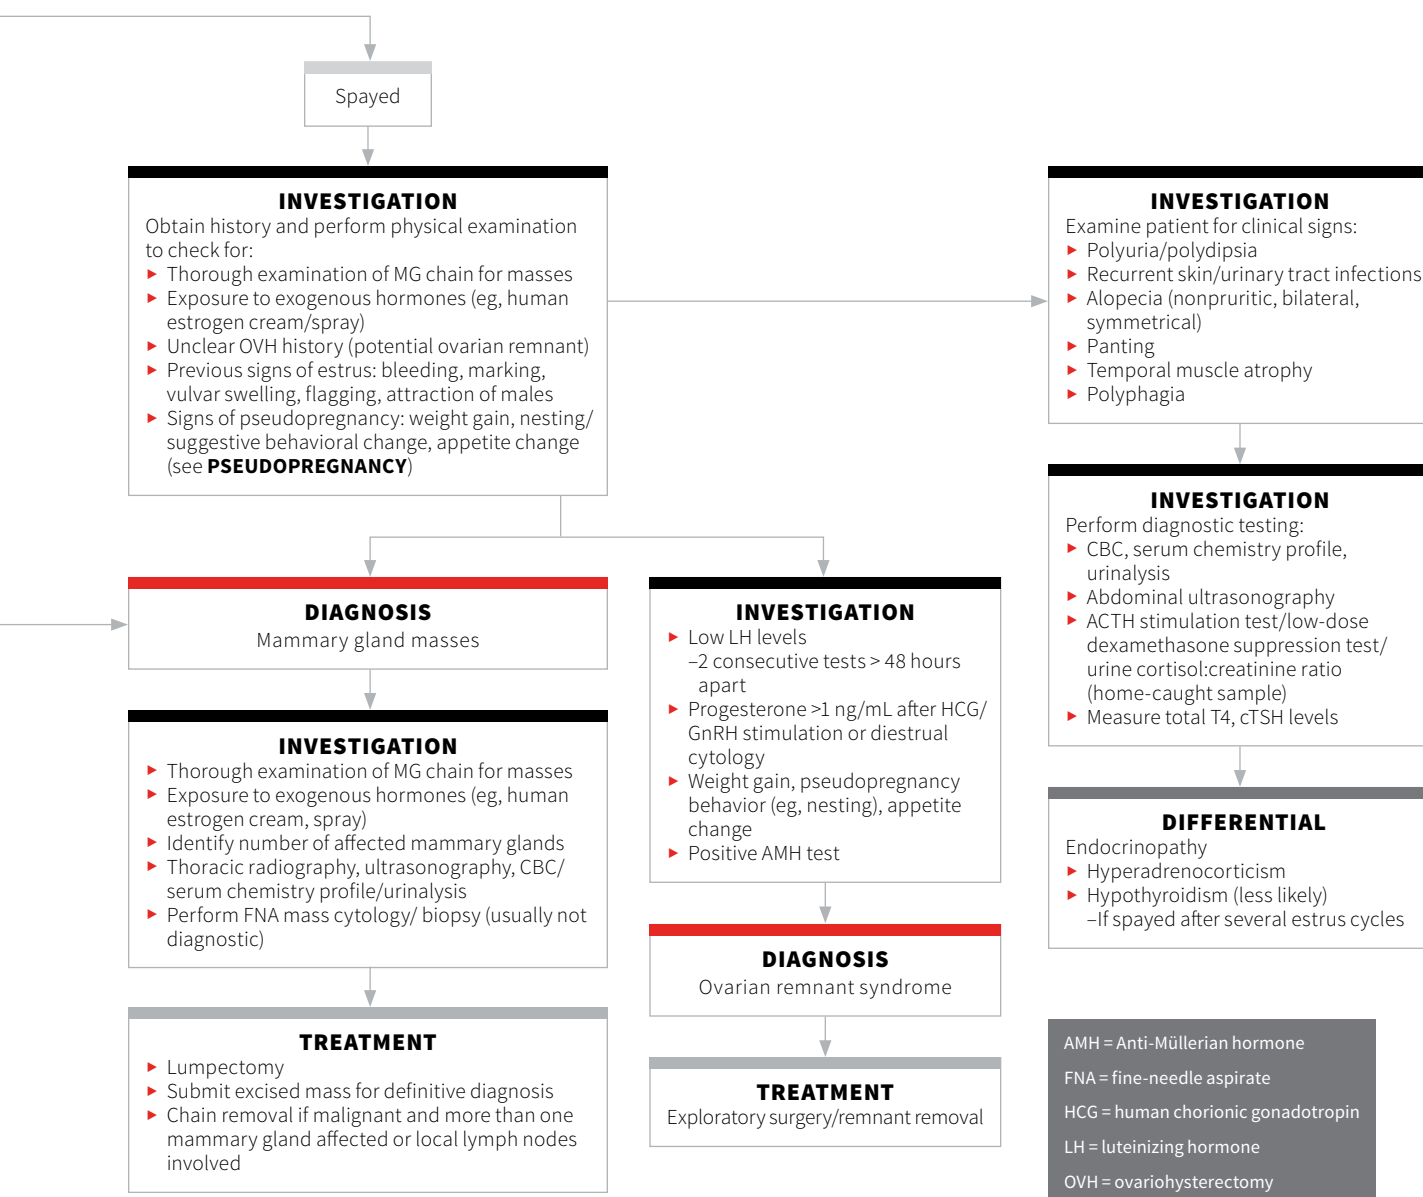 Spayed
INVESTIGATION
Obtain history and perform physical examination
to check for:
► Thorough examination of MG chain for masses
► Exposure to exogenous hormones (eg, human
estrogen cream/spray)
► Unclear OVH history (potential ovarian remnant)
► Previous signs of estrus: bleeding, marking,
vulvar swelling, flagging, attraction of males
► Signs of pseudopregnancy: weight gain, nesting/
suggestive behavioral change, appetite change
(see PSEUDOPREGNANCY)
INVESTIGATION
Examine patient for clinical signs:
► Polyuria/polydipsia
► Recurrent skin/urinary tract infections
► Alopecia (nonpruritic, bilateral,
symmetrical)
► Panting
► Temporal muscle atrophy
► Polyphagia
INVESTIGATION
Perform diagnostic testing:
► CBC, serum chemistry profile,
urinalysis
► Abdominal ultrasonography
► ACTH stimulation test/low-dose
dexamethasone suppression test/
urine cortisol:creatinine ratio
(home-caught sample)
► Measure total T4, cTSH levels
DIFFERENTIAL
Endocrinopathy
► Hyperadrenocorticism
► Hypothyroidism (less likely)
–If spayed after several estrus cycles
DIAGNOSIS
Mammary gland masses
INVESTIGATION
► Thorough examination of MG chain for masses
► Exposure to exogenous hormones (eg, human
estrogen cream, spray)
► Identify number of affected mammary glands
► Thoracic radiography, ultrasonography, CBC/
serum chemistry profile/urinalysis
► Perform FNA mass cytology/ biopsy (usually not
diagnostic)
TREATMENT
► Lumpectomy
► Submit excised mass for definitive diagnosis
► Chain removal if malignant and more than one
mammary gland affected or local lymph nodes
involved
INVESTIGATION
► Low LH levels
–2 consecutive tests > 48 hours
apart
► Progesterone >1 ng/mL after HCG/
GnRH stimulation or diestrual
cytology
► Weight gain, pseudopregnancy
behavior (eg, nesting), appetite
change
► Positive AMH test
DIAGNOSIS
Ovarian remnant syndrome
TREATMENT
Exploratory surgery/remnant removal
AMH = Anti-Müllerian hormone
FNA = fine-needle aspirate
HCG = human chorionic gonadotropin
LH = luteinizing hormone
OVH = ovariohysterectomy